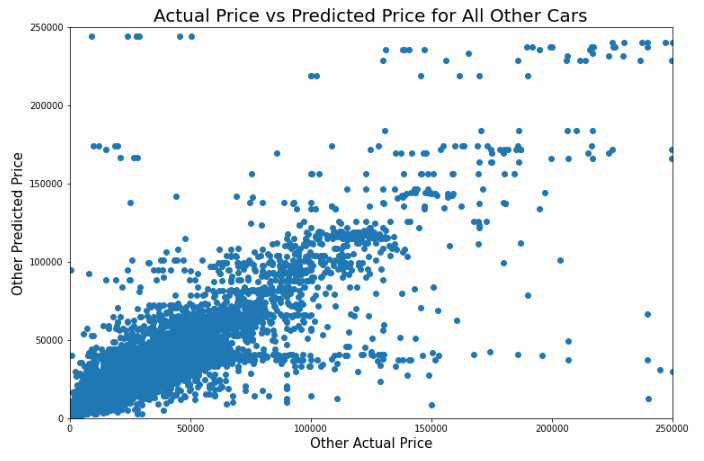 Actual Price vs Predicted Price for All Other Cars
250000
200000
150000
100000
50000
0
Other Predicted Price
0 50000 100000 150000 200000 250000
Other Actual Price